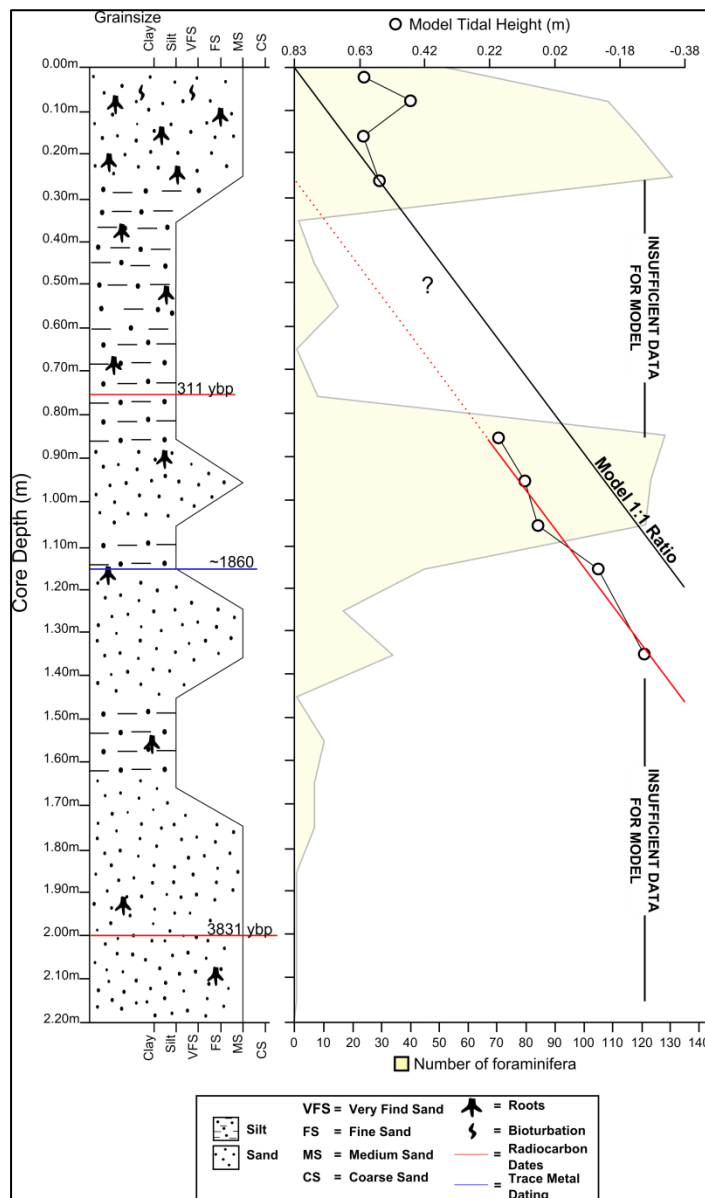 Grainsize
Clay
Silt
VFS
FS
MS
CS
Model Tidal Height (m)
0.83
0.63
0.42
0.22
0.02
-0.18
-0.38
Core Depth (m)
0.00m
0.10m
0.20m
0.30m
0.40m
0.50m
0.60m
0.70m
0.80m
0.90m
1.00m
1.10m
1.20m
1.30m
1.40m
1.50m
1.60m
1.70m
1.80m
1.90m
2.00m
2.10m
2.20m
311 ybp
~1860
3831 ybp
?
Model 1:1 Ratio
INSUFFICIENT DATA
FOR MODEL
INSUFFICIENT DATA
FOR MODEL
Clay
Silt
VFS
FS
MS
CS
0
10
20
30
40
50
60
70
80
90
100
110
120
130
140
Number of foraminifera
Silt
Sand
VFS = Very Find Sand
FS = Fine Sand
MS = Medium Sand
CS = Coarse Sand
= Roots
= Bioturbation
= Radiocarbon
Dates
= Trace Metal
Dating